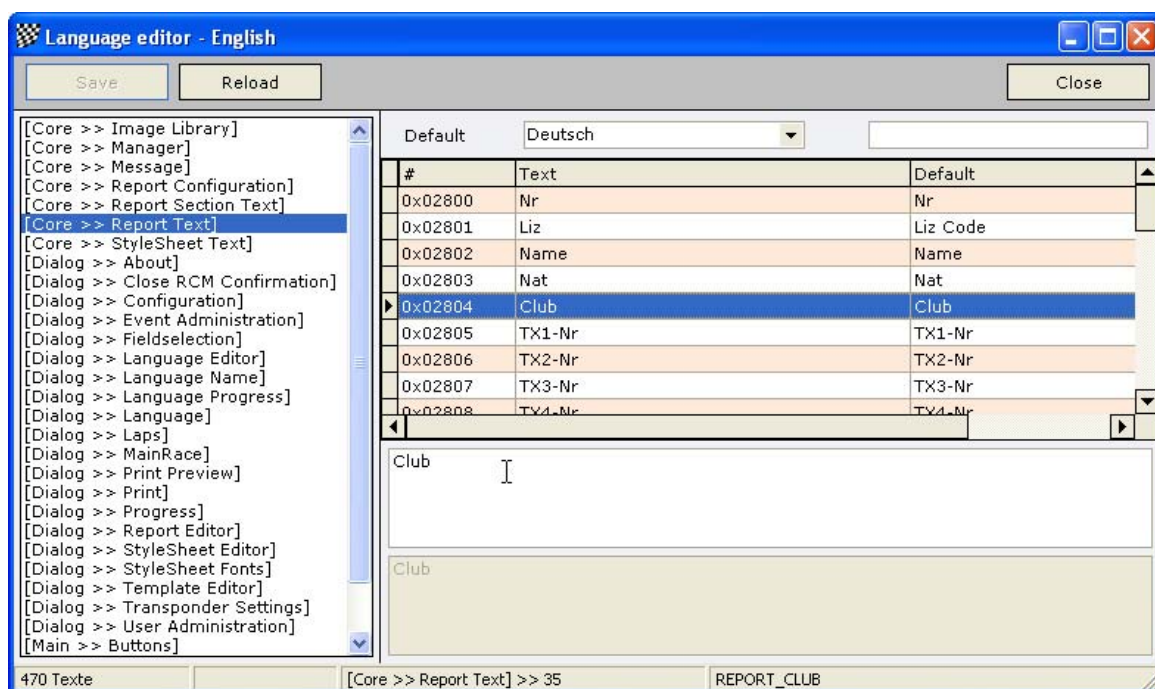 Language editor - English
Save Reload Close
[Core >> Image Library]
[Core >> Manager]
[Core >> Message]
[Core >> Report Configuration]
[Core >> Report Section Text]
[Core >> Report Text]
[Core >> StyleSheet Text]
[Dialog >> About]
[Dialog >> Close RCM Confirmation]
[Dialog >> Configuration]
[Dialog >> Event Administration]
[Dialog >> Fieldselection]
[Dialog >> Language Editor]
[Dialog >> Language Name]
[Dialog >> Language Progress]
[Dialog >> Language]
[Dialog >> Laps]
[Dialog >> MainRace]
[Dialog >> Print Preview]
[Dialog >> Print]
[Dialog >> Progress]
[Dialog >> Report Editor]
[Dialog >> StyleSheet Editor]
[Dialog >> StyleSheet Fonts]
[Dialog >> Template Editor]
[Dialog >> Transponder Settings]
[Dialog >> User Administration]
[Main >> Buttons]
Default Deutsch
# Text Default
0x02800 Nr Nr
0x02801 Liz Liz Code
0x02802 Name Name
0x02803 Nat Nat
0x02804 Club Club
0x02805 TX1-Nr TX1-Nr
0x02806 TX2-Nr TX2-Nr
0x02807 TX3-Nr TX3-Nr
0x02808 TX4-Nr TX4-Nr
Club
Club
470 Texte [Core >> Report Text] >> 35 REPORT_CLUB